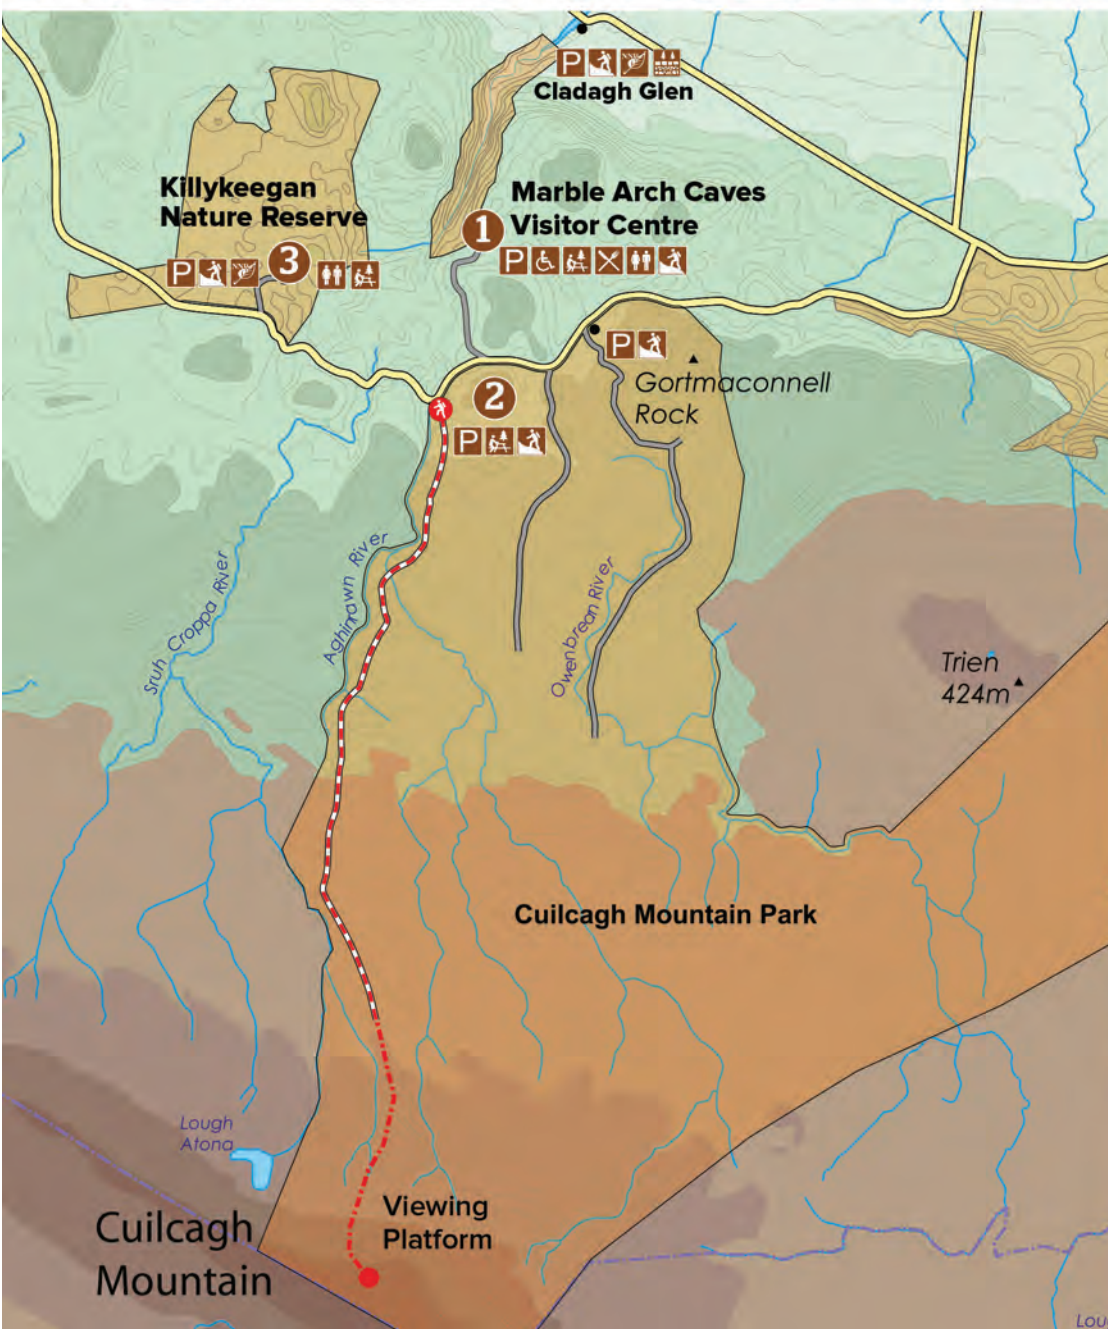 P
Cladagh Glen
Killykeegan
Nature Reserve
Marble Arch Caves
Visitor Centre
1
P
3
P
P
Gortmaconnell
Rock
2
P
Sruh Croppa River
Aghinrawn River
Owenbrean River
Trien
424m
Cuilcagh Mountain Park
Lough
Atona
Viewing
Platform
Cuilcagh
Mountain